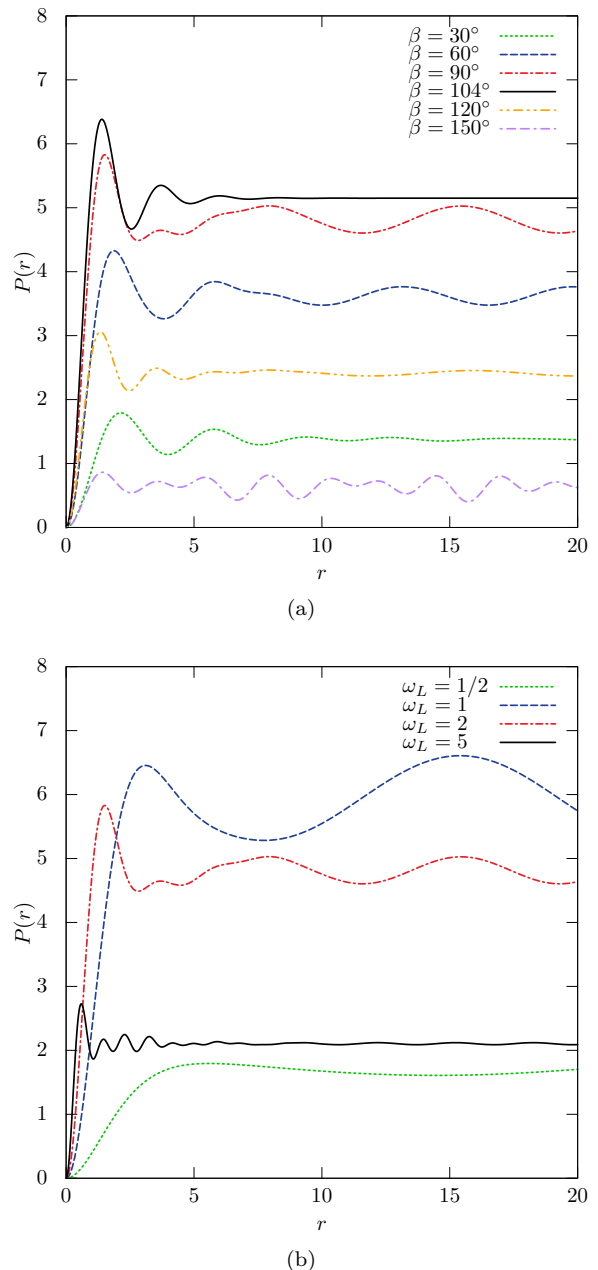 8
7
6
5
4
3
2
1
0
P(r)
β = 30°
β = 60°
β = 90°
β = 104°
β = 120°
β = 150°
0 5 10 15 20
r
(a)
8
7
6
5
4
3
2
1
0
P(r)
ω_L = 1/2
ω_L = 1
ω_L = 2
ω_L = 5
0 5 10 15 20
r
(b)